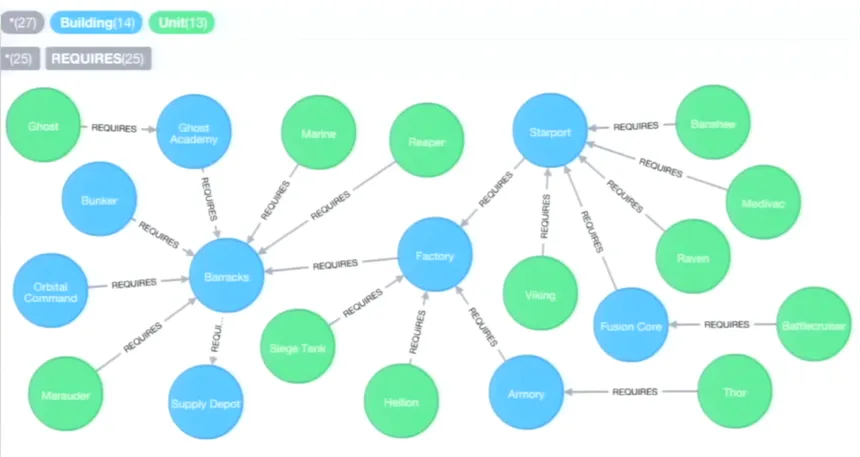 *(27) Building(14) Unit(13)
*(25) REQUIRES(25)
Ghost
REQUIRES
Ghost
Academy
Marine
Reaper
Starport
REQUIRES
Banshee
REQUIRES
Medivac
Bunker
REQUIRES
REQUIRES
REQUIRES
REQUIRES
REQUIRES
REQUIRES
REQUIRES
REQUIRES
Raven
Orbital
Command
REQUIRES
Barracks
REQUIRES
Factory
Viking
Fusion Core
REQUIRES
Battlecruiser
REQUIRES
REQUI...
REQUIRES
REQUIRES
REQUIRES
Siege Tank
Marauder
Supply Depot
Hellion
Armory
REQUIRES
Thor